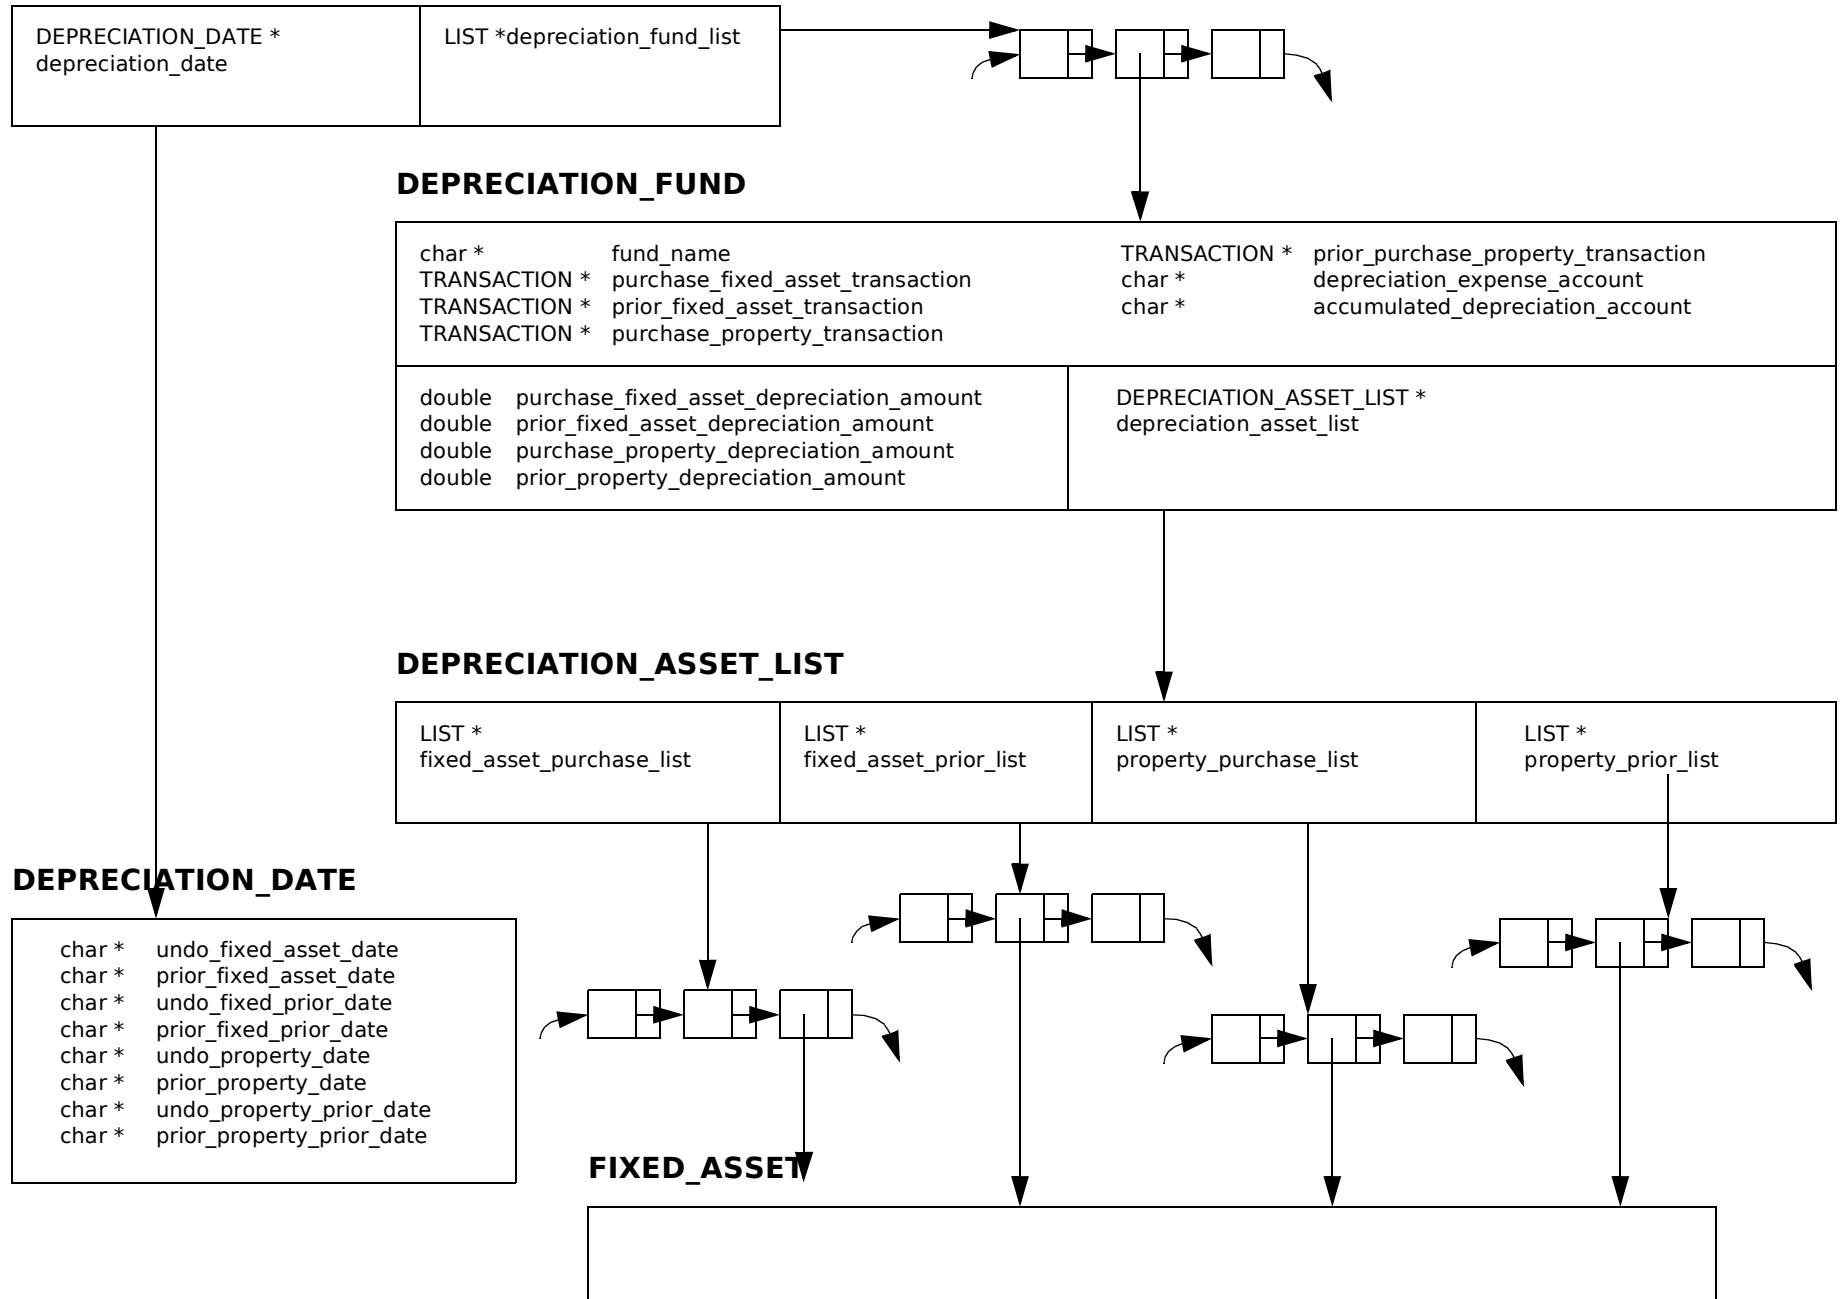 DEPRECIATION_DATE *
depreciation_date
LIST *depreciation_fund_list
DEPRECIATION_FUND
char * fund_name
TRANSACTION * purchase_fixed_asset_transaction
TRANSACTION * prior_fixed_asset_transaction
TRANSACTION * purchase_property_transaction
TRANSACTION * prior_purchase_property_transaction
char * depreciation_expense_account
char * accumulated_depreciation_account
double purchase_fixed_asset_depreciation_amount
double prior_fixed_asset_depreciation_amount
double purchase_property_depreciation_amount
double prior_property_depreciation_amount
DEPRECIATION_ASSET_LIST *
depreciation_asset_list
DEPRECIATION_ASSET_LIST
LIST *
fixed_asset_purchase_list
LIST *
fixed_asset_prior_list
LIST *
property_purchase_list
LIST *
property_prior_list
DEPRECIATION_DATE
char * undo_fixed_asset_date
char * prior_fixed_asset_date
char * undo_fixed_prior_date
char * prior_fixed_prior_date
char * undo_property_date
char * prior_property_date
char * undo_property_prior_date
char * prior_property_prior_date
FIXED_ASSET